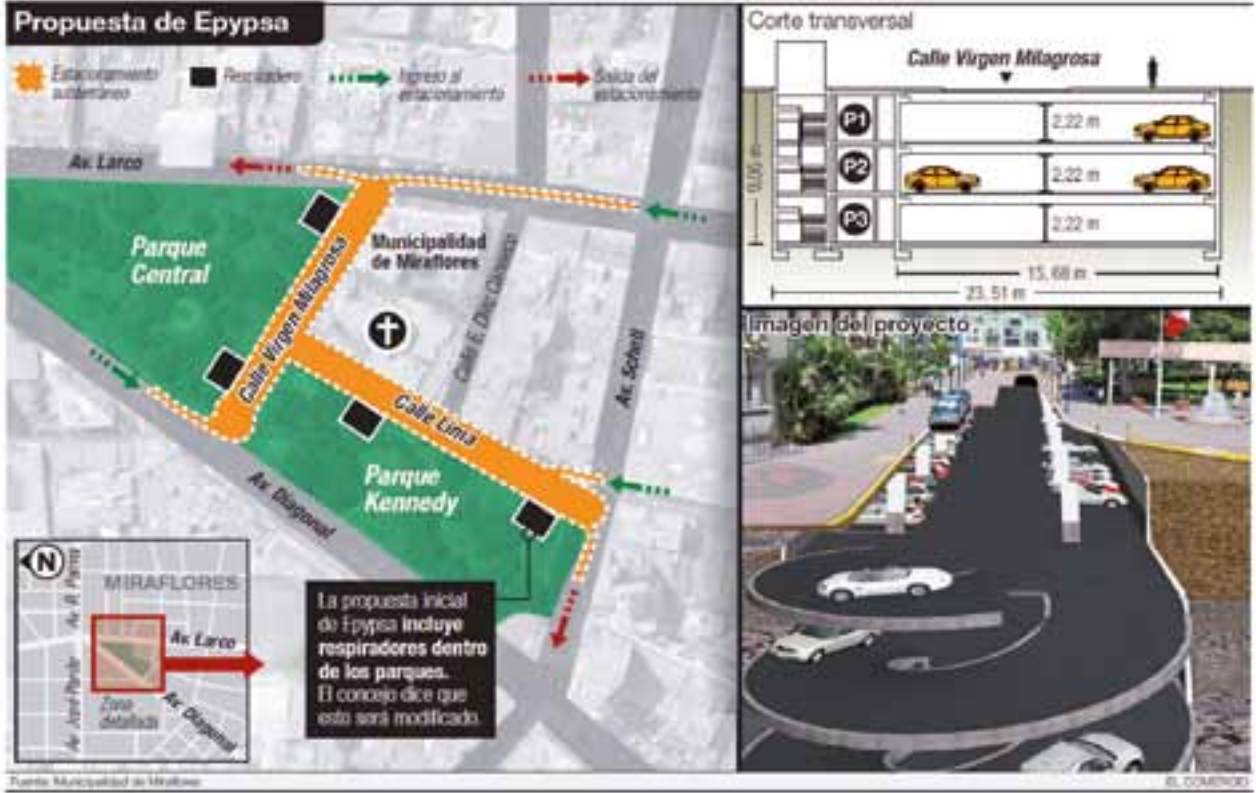 Propuesta de Epypsa
Estacionamiento
subterráneo
Respiradero
Ingreso al
estacionamiento
Salida del
estacionamiento
Av. Larco
Parque
Central
Calle Virgen Milagrosa
Municipalidad
de Miraflores
Calle E. Diez Canseco
Av. Schell
Calle Lima
Parque
Kennedy
Av. Diagonal
N
MIRAFLORES
Av. Larco
Av. José Pardo
Zona
detallada
Av. Diagonal
La propuesta inicial
de Epypsa incluye
respiradores dentro
de los parques.
El concejo dice que
esto será modificado.
Corte transversal
Calle Virgen Milagrosa
P1
2,22 m
P2
2,22 m
P3
2,22 m
15,68 m
23,51 m
Imagen del proyecto
Fuente: Municipalidad de Miraflores
EL COMERCIO